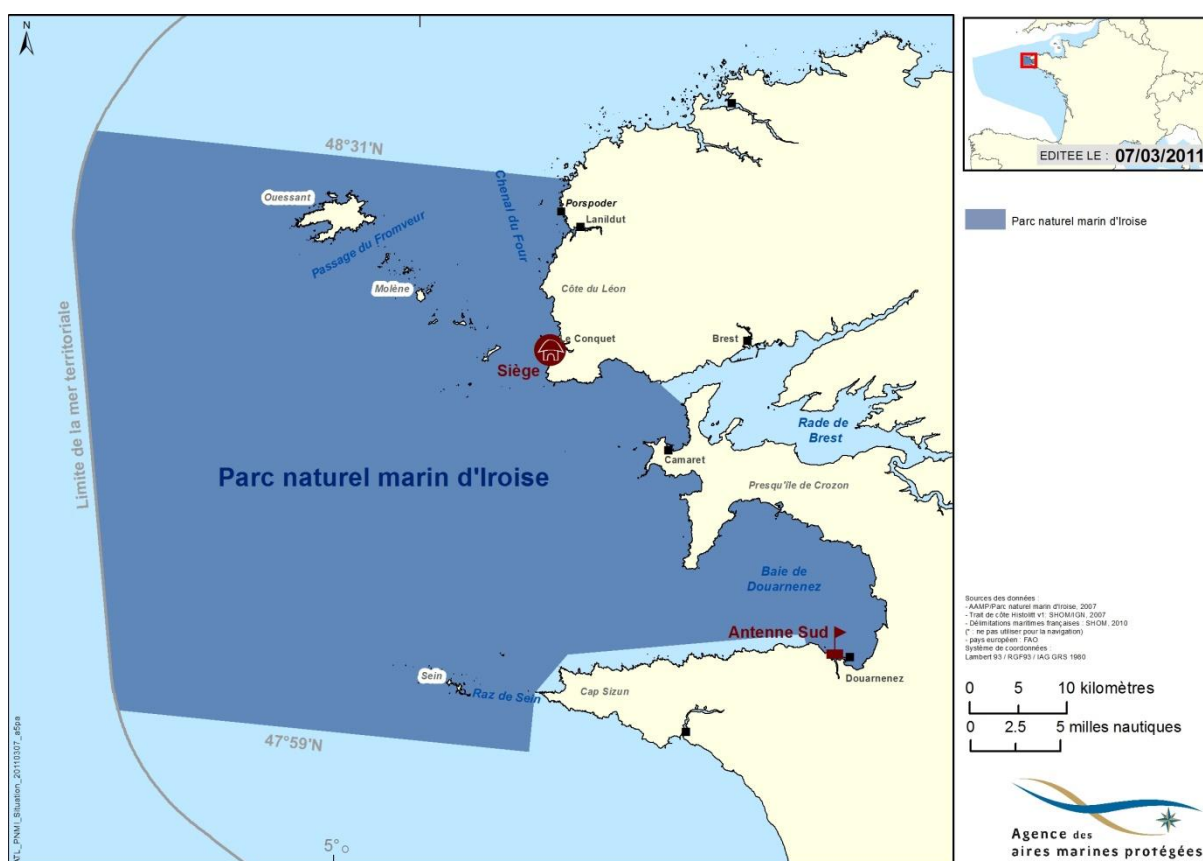 N
48°31'N
Ouessant
Chenal du Four
Porspoder
Lanildut
Passage du Fromveur
Molène
Côte du Léon
Limite de la mer territoriale
Le Conquet
Siège
Brest
Rade de
Brest
Camaret
Parc naturel marin d'Iroise
Presqu'île de Crozon
Baie de
Douarnenez
Antenne Sud
Sein
Raz de Sein
Cap Sizun
Douarnenez
47°59'N
5°
ATL_PNMI_Situation_20110307_a5pa
EDITEE LE : 07/03/2011
Parc naturel marin d'Iroise
Sources des données :
- AAMP/Parc naturel marin d'Iroise, 2007
- Trait de côte Histolitt v1: SHOM/IGN, 2007
- Délimitations maritimes françaises : SHOM, 2010
(* : ne pas utiliser pour la navigation)
- pays européen : FAO
Système de coordonnées :
Lambert 93 / RGF93 / IAG GRS 1980
0 5 10 kilomètres
0 2.5 5 milles nautiques
Agence des
aires marines protégées